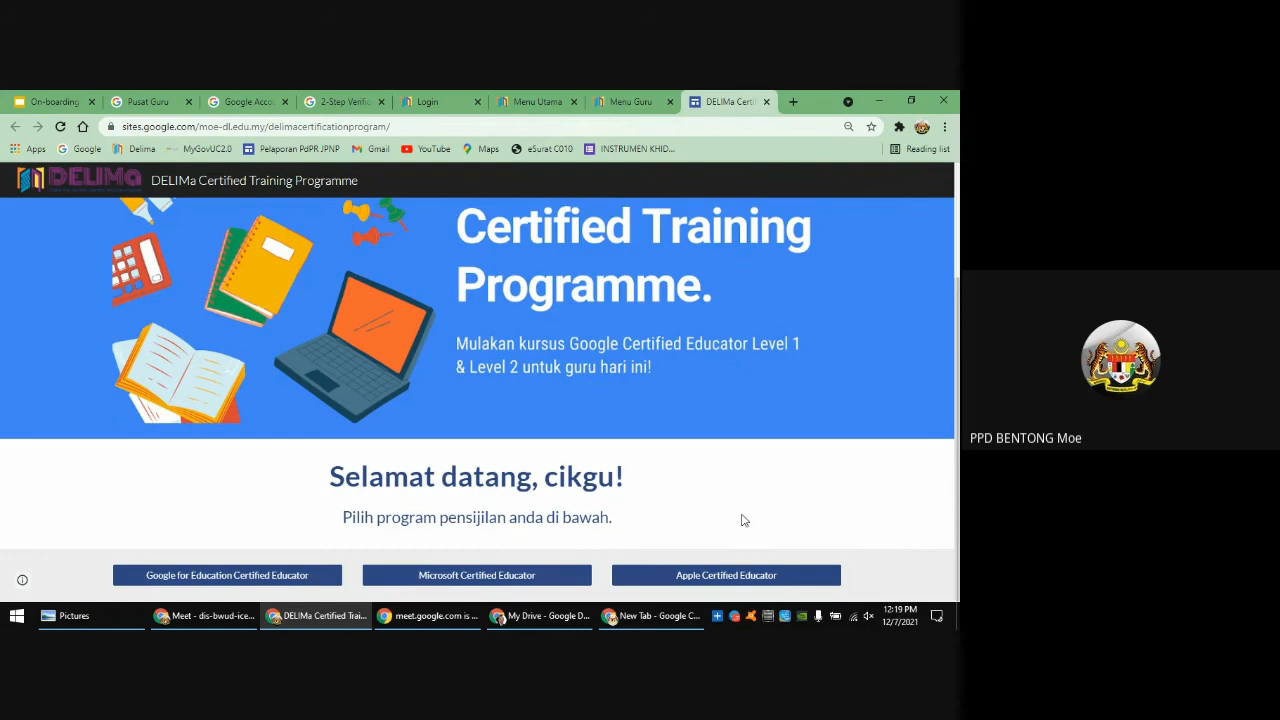 On-boarding
Pusat Guru
Google Acco
2-Step Verific
Login
Menu Utama
Menu Guru
DELIMa Certi
sites.google.com/moe-dl.edu.my/delimacertificationprogram/
Apps
Google
Delima
MyGovUC2.0
Pelaporan PdPR JPNP
Gmail
YouTube
Maps
eSurat C010
INSTRUMEN KHID...
Reading list
DELIMa
DELIMa Certified Training Programme
Certified Training
Programme.
Mulakan kursus Google Certified Educator Level 1
& Level 2 untuk guru hari ini!
PPD BENTONG Moe
Selamat datang, cikgu!
Pilih program pensijilan anda di bawah.
Google for Education Certified Educator
Microsoft Certified Educator
Apple Certified Educator
Pictures
Meet - dis-bwud-ice...
DELIMa Certified Trai...
meet.google.com is ...
My Drive - Google D...
New Tab - Google C...
12:19 PM
12/7/2021